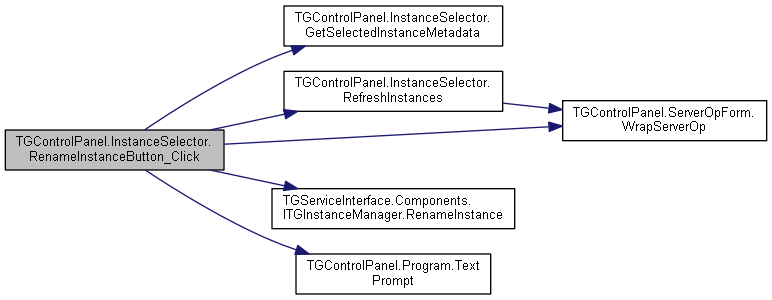 TGControlPanel.InstanceSelector.
GetSelectedInstanceMetadata
TGControlPanel.InstanceSelector.
RefreshInstances
TGControlPanel.ServerOpForm.
WrapServerOp
TGControlPanel.InstanceSelector.
RenameInstanceButton_Click
TGServiceInterface.Components.
ITGInstanceManager.RenameInstance
TGControlPanel.Program.Text
Prompt